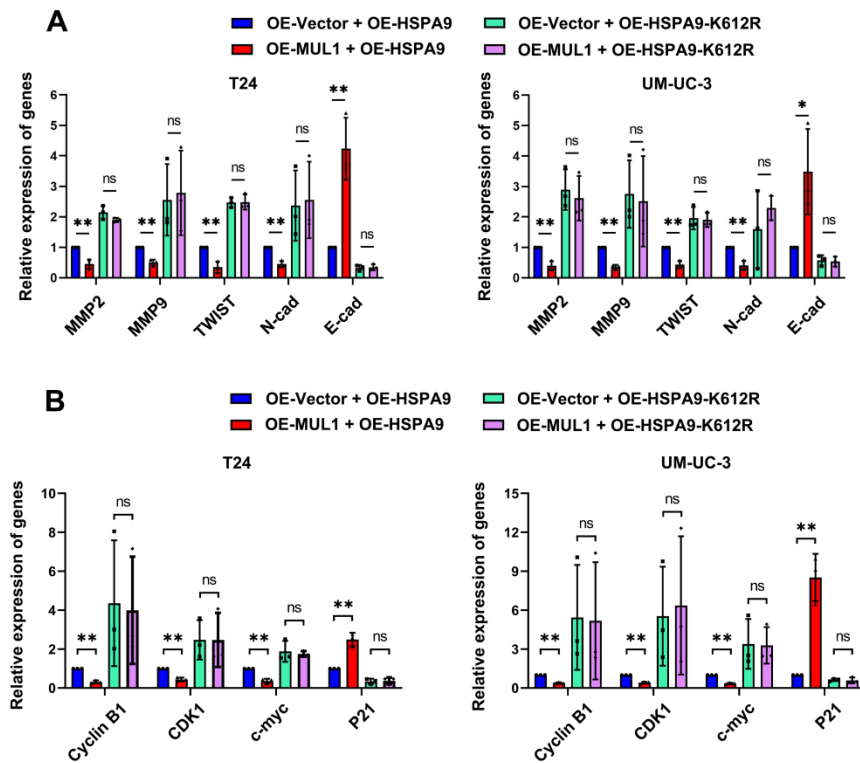 A
OE-Vector + OE-HSPA9
OE-Vector + OE-HSPA9-K612R
OE-MUL1 + OE-HSPA9
OE-MUL1 + OE-HSPA9-K612R
T24
Relative expression of genes
6
5
4
3
2
1
0
** ns ** ns ** ns ** ns ** ns
MMP2 MMP9 TWIST N-cad E-cad
UM-UC-3
Relative expression of genes
6
5
4
3
2
1
0
** ns ** ns ** ns ** ns * ns
MMP2 MMP9 TWIST N-cad E-cad
B
OE-Vector + OE-HSPA9
OE-Vector + OE-HSPA9-K612R
OE-MUL1 + OE-HSPA9
OE-MUL1 + OE-HSPA9-K612R
T24
Relative expression of genes
10
8
6
4
2
0
** ns ** ns ** ns ** ns
Cyclin B1 CDK1 c-myc P21
UM-UC-3
Relative expression of genes
15
12
9
6
3
0
** ns ** ns ** ns ** ns
Cyclin B1 CDK1 c-myc P21